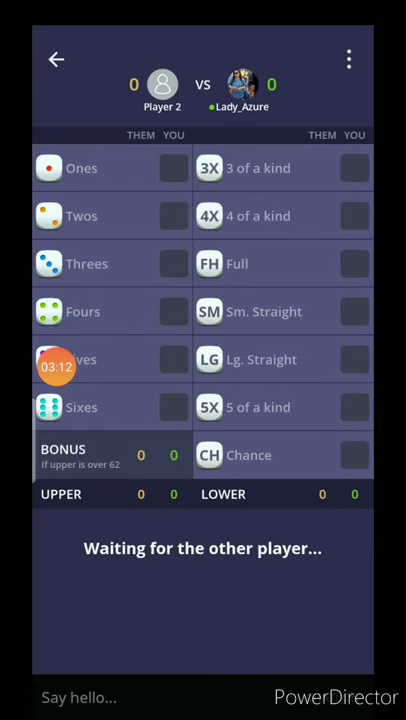 0 VS 0
Player 2 Lady_Azure
THEM YOU THEM YOU
Ones 3X 3 of a kind
Twos 4X 4 of a kind
Threes FH Full
Fours SM Sm. Straight
03:12 ives LG Lg. Straight
Sixes 5X 5 of a kind
BONUS 0 0
If upper is over 62
CH Chance
UPPER 0 0 LOWER 0 0
Waiting for the other player...
Say hello...
PowerDirector